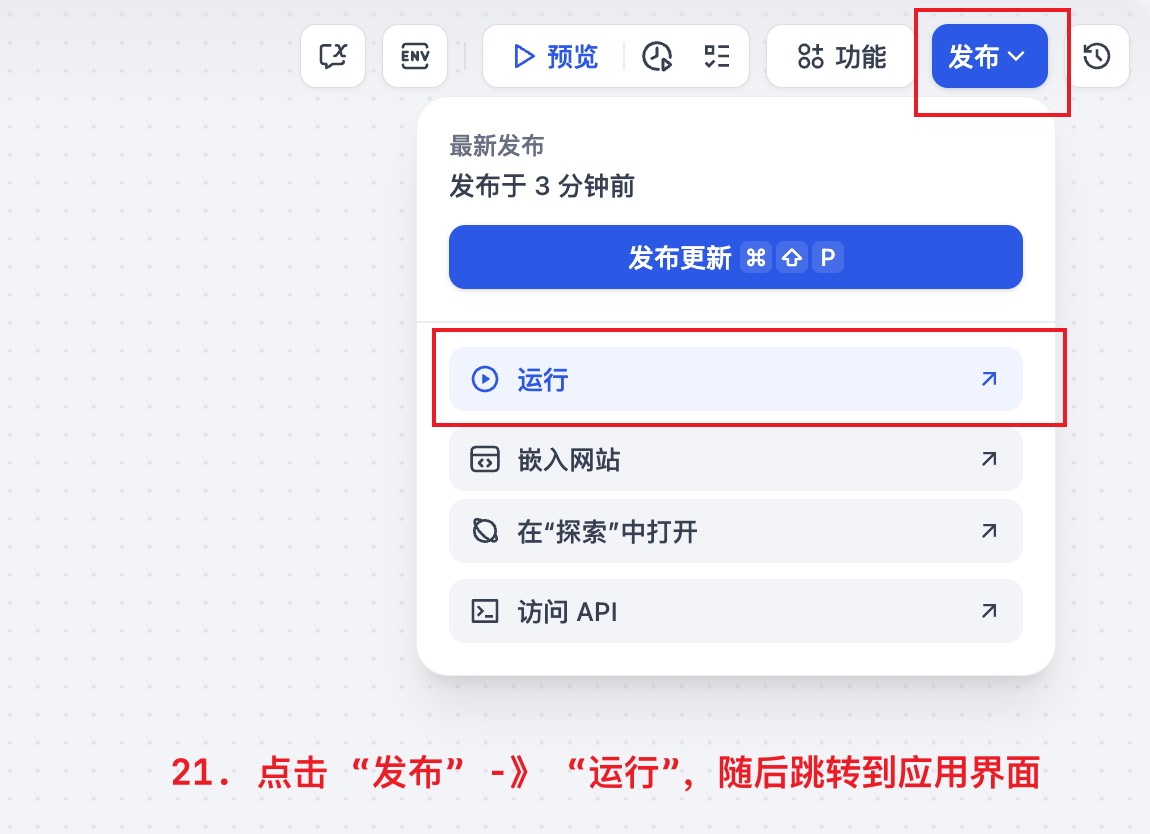 ENV
预览
功能
发布
最新发布
发布于 3 分钟前
发布更新 ⌘ ⇧ P
运行
嵌入网站
在“探索”中打开
访问 API
21. 点击 “发布” -》 “运行”，随后跳转到应用界面